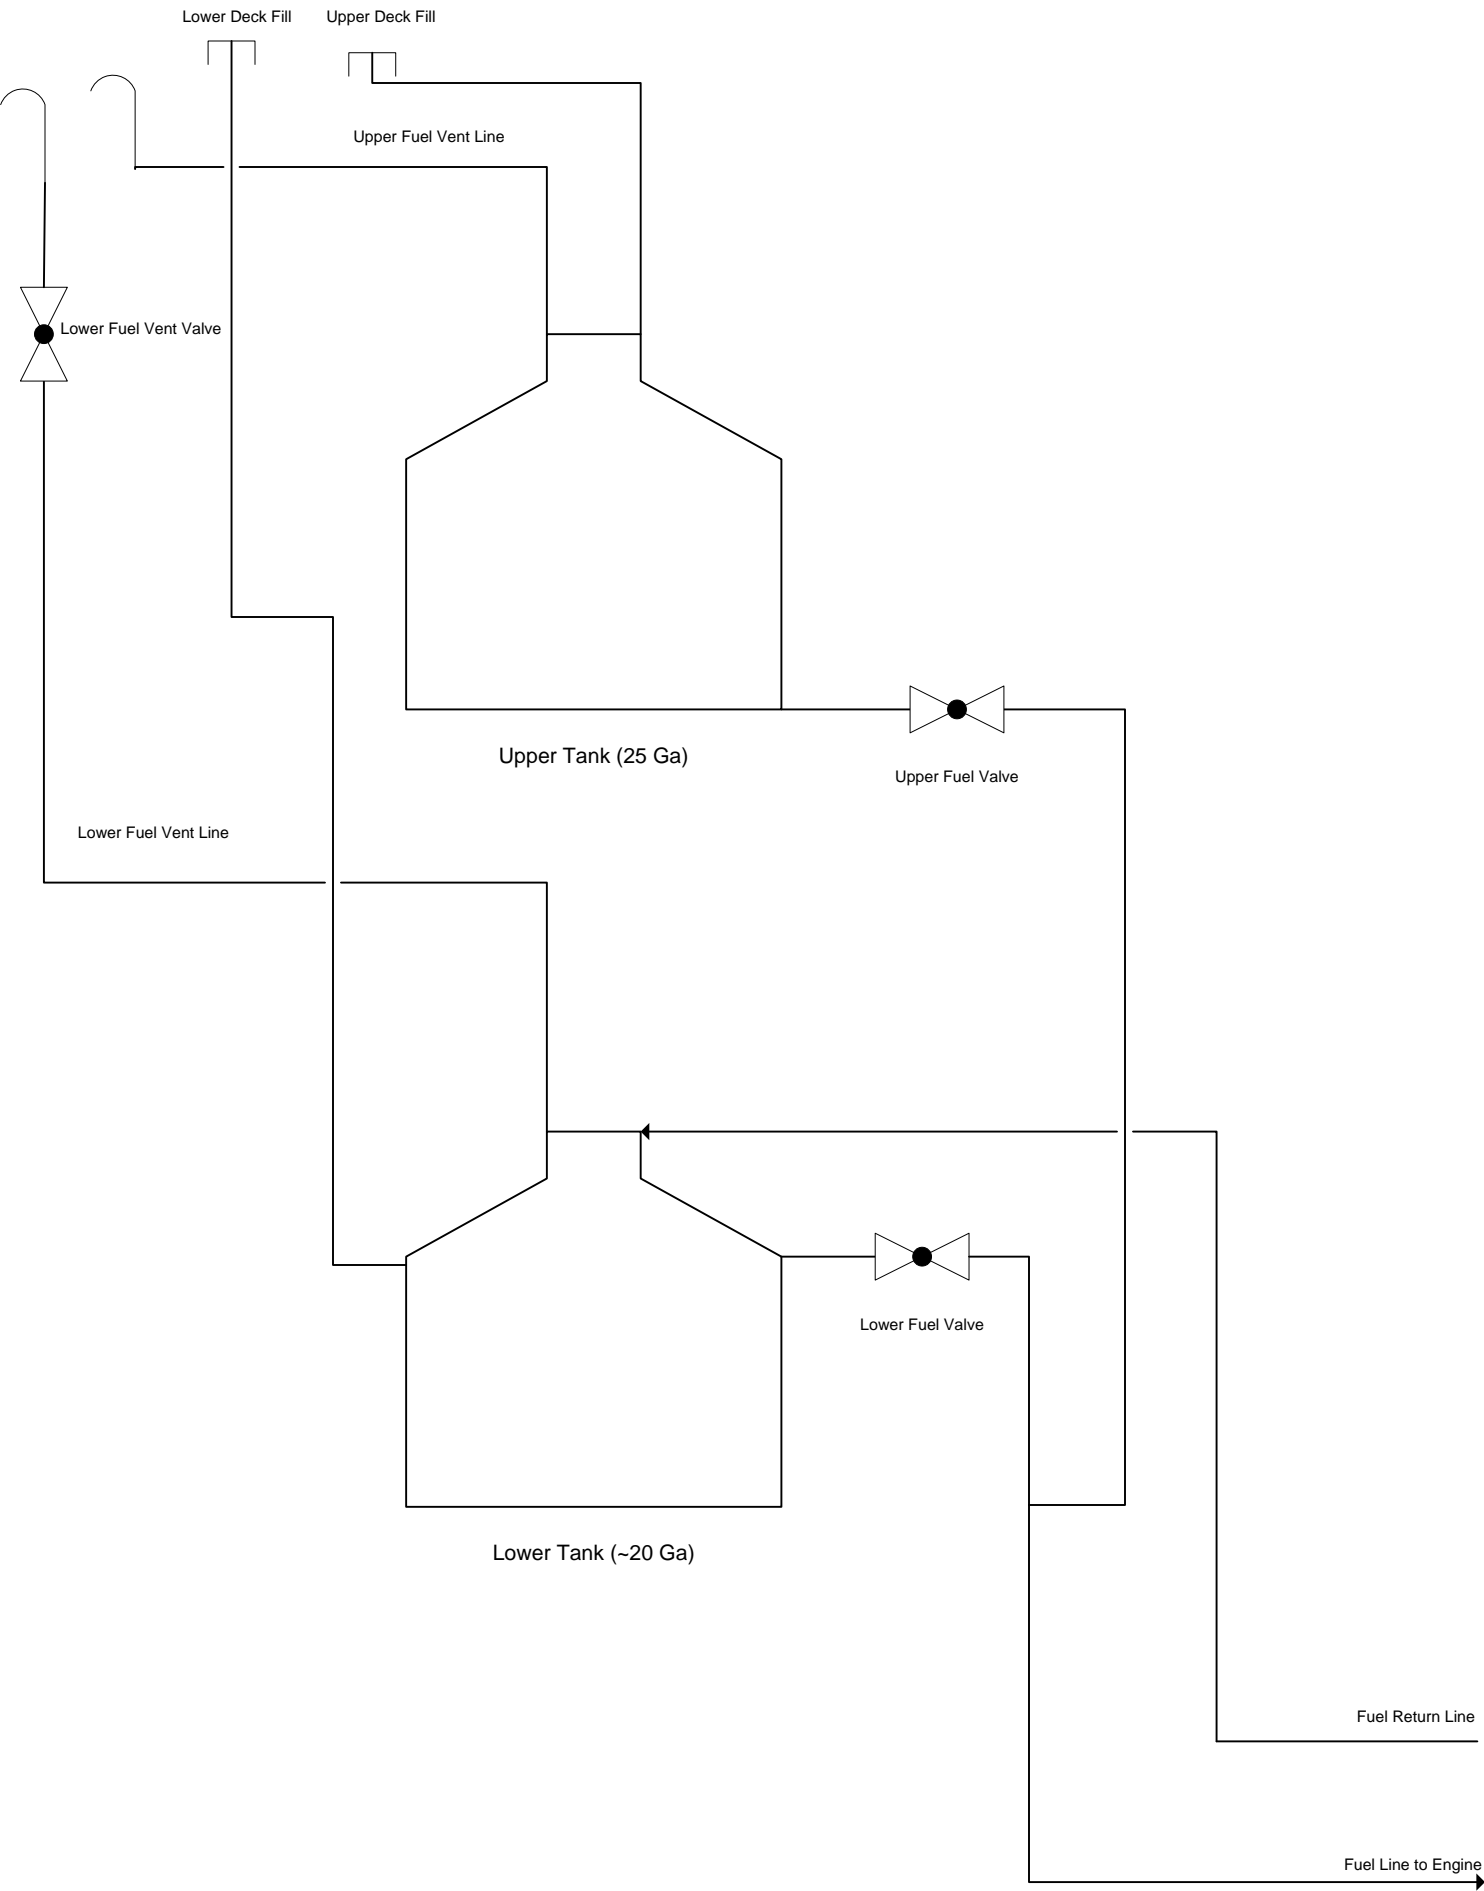 Lower Deck Fill
Upper Deck Fill
Upper Fuel Vent Line
Lower Fuel Vent Valve
Upper Tank (25 Ga)
Upper Fuel Valve
Lower Fuel Vent Line
Lower Fuel Valve
Lower Tank (~20 Ga)
Fuel Return Line
Fuel Line to Engine